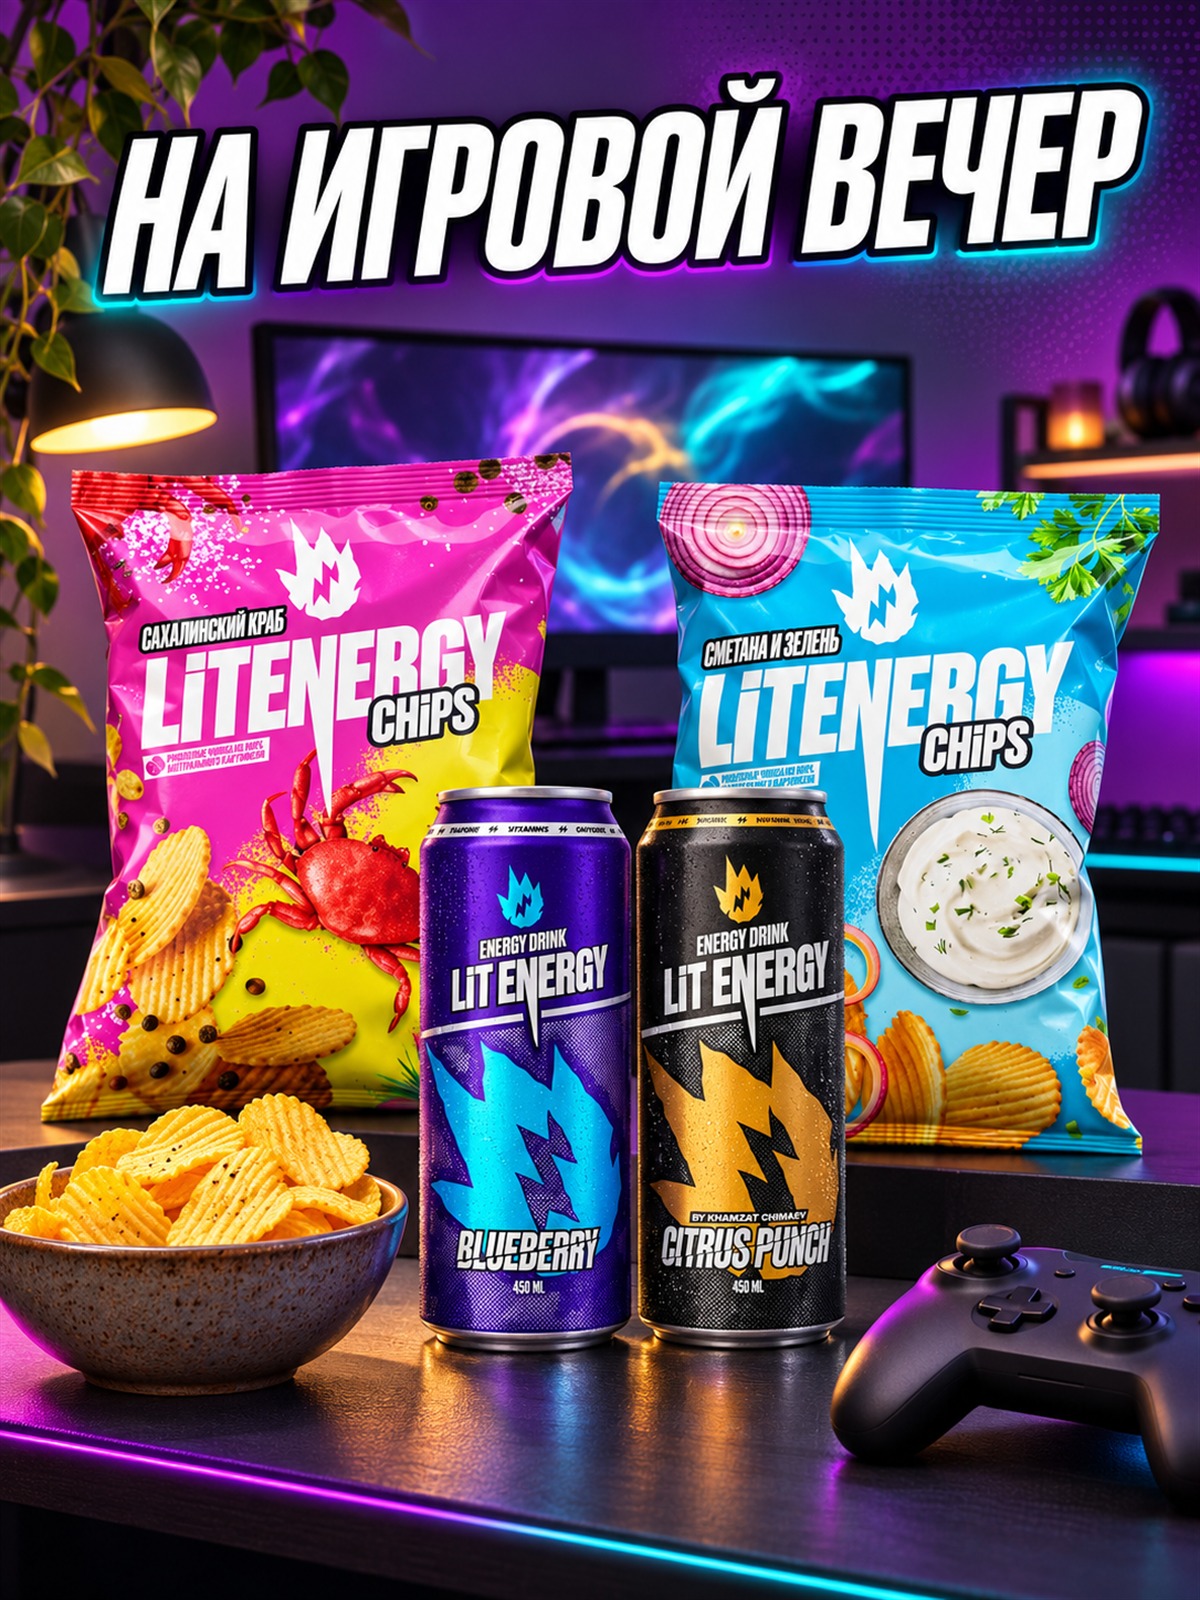 НА ИГРОВОЙ ВЕЧЕР
САХАЛИНСКИЙ КРАБ
LiTENERGY
CHiPS
СМЕТАНА И ЗЕЛЕНЬ
LiTENERGY
CHiPS
VITAMINS
ENERGY DRINK
LiT ENERGY
BLUEBERRY
450 ML
ENERGY DRINK
LiT ENERGY
BY KHAMZAT CHIMAEV
CITRUS PUNCH
450 ML